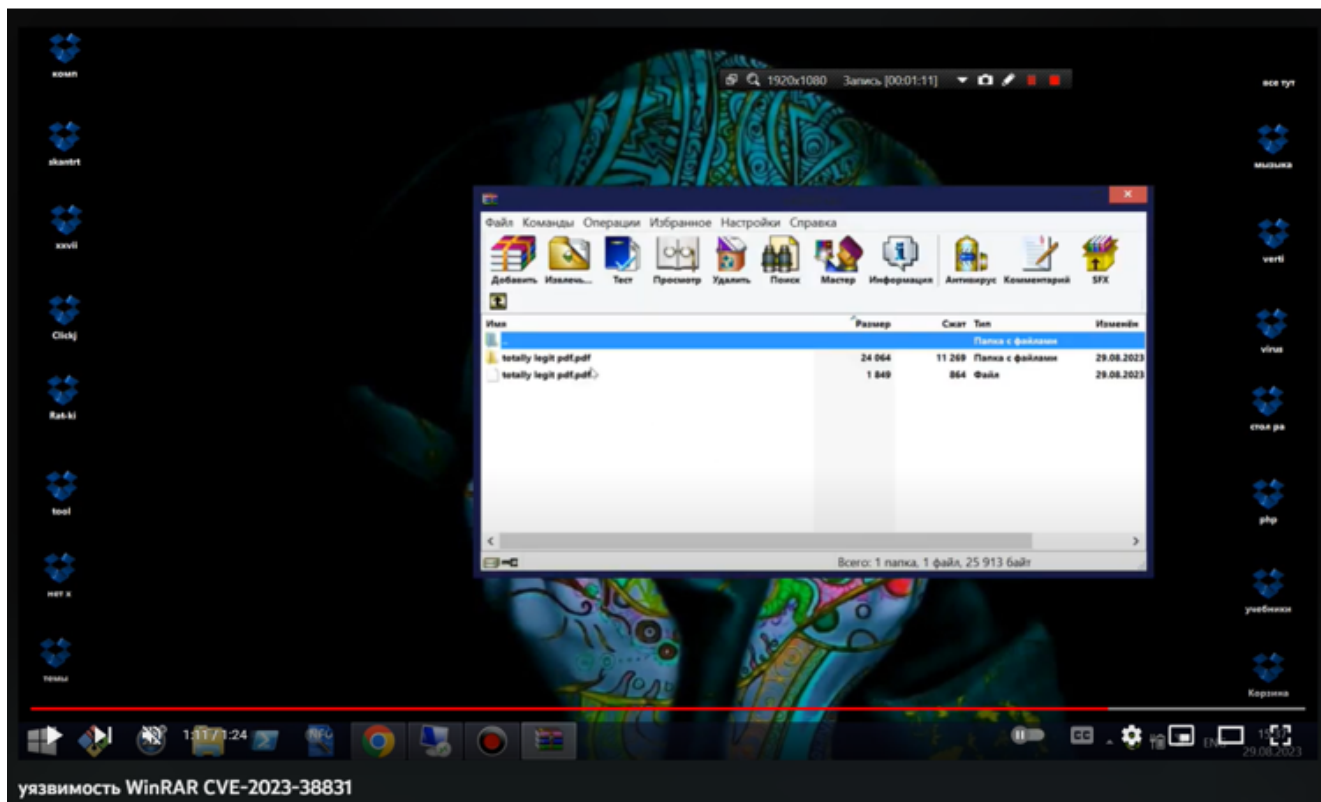 комп
все тут
1920x1080 Запись [00:01:11]
skantrt
музыка
xxvii
verti
Файл Команды Операции Избранное Настройки Справка
Добавить Извлечь... Тест Просмотр Удалить Поиск Мастер Информация Антивирус Комментарий SFX
Имя Размер Сжат Тип Изменён
.. Папка с файлами
totally legit pdf.pdf 24 064 11 269 Папка с файлами 29.08.2023
totally legit pdf.pdf 1 849 864 Файл 29.08.2023
Clickj
virus
Rat-ki
стол ра
tool
php
Всего: 1 папка, 1 файл, 25 913 байт
нет х
учебники
темы
Корзина
1:11 / 1:24
NFO
CC
15:37
29.08.2023
уязвимость WinRAR CVE-2023-38831